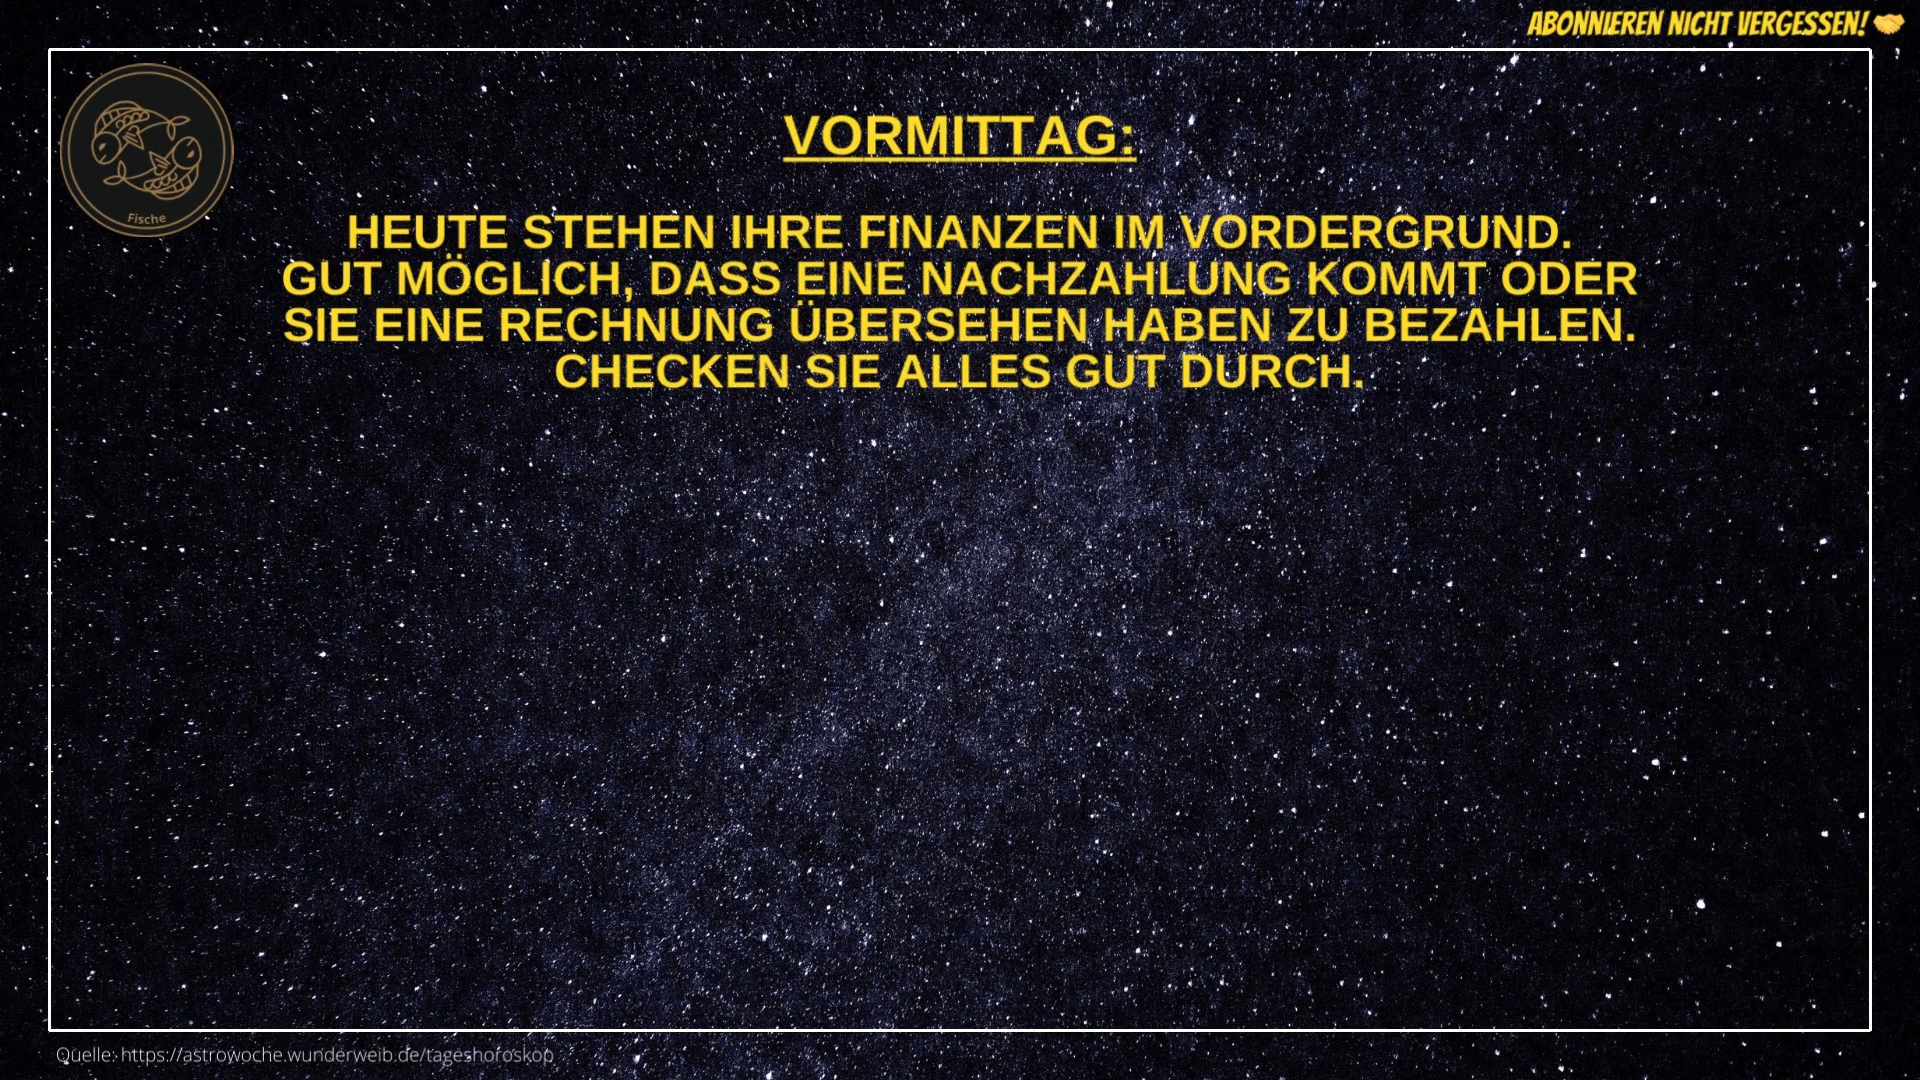 ABONNIEREN NICHT VERGESSEN!🤝
Fische
VORMITTAG:
HEUTE STEHEN IHRE FINANZEN IM VORDERGRUND.
GUT MÖGLICH, DASS EINE NACHZAHLUNG KOMMT ODER
SIE EINE RECHNUNG ÜBERSEHEN HABEN ZU BEZAHLEN.
CHECKEN SIE ALLES GUT DURCH.
Quelle: https://astrowoche.wunderweib.de/tageshoroskop